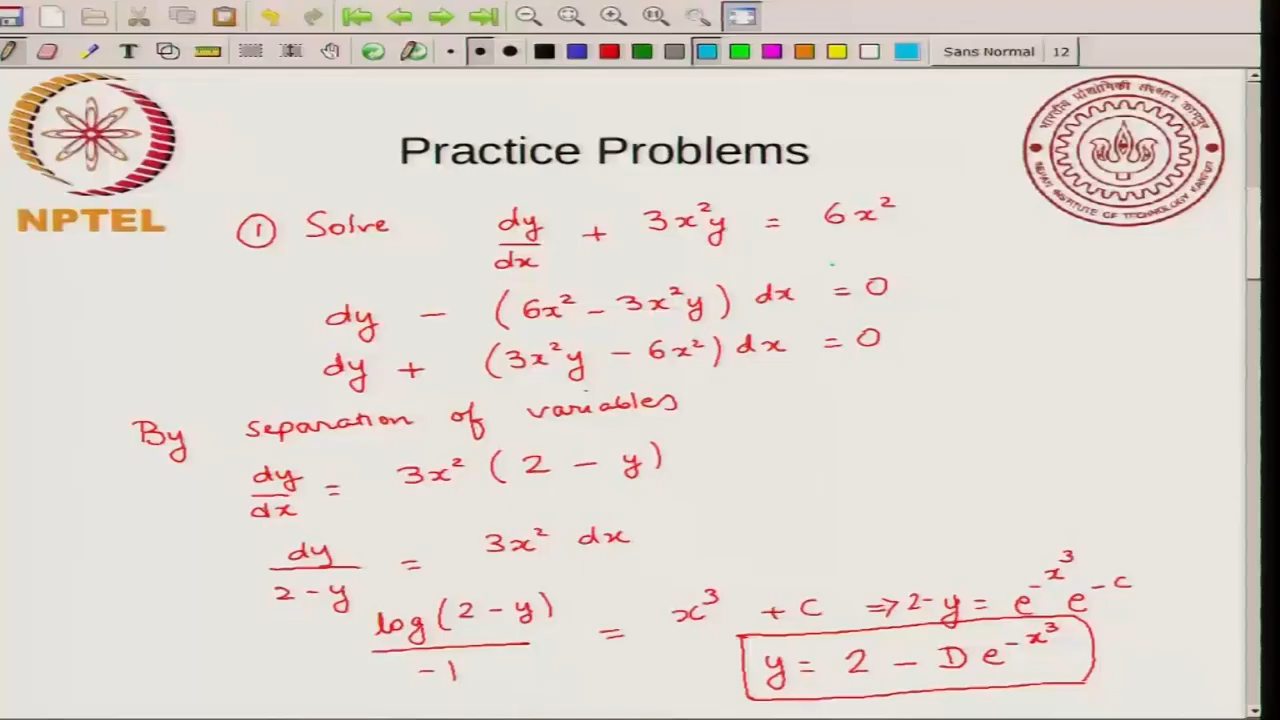 Sans Normal 12
Practice Problems
NPTEL
① Solve dy/dx + 3x²y = 6x²
dy - (6x² - 3x²y) dx = 0
dy + (3x²y - 6x²) dx = 0
By separation of variables
dy/dx = 3x² (2 - y)
dy/(2-y) = 3x² dx
log(2-y)/-1 = x³ + C ⇒ 2-y = e^-x³ e^-c
y = 2 - D e^-x³